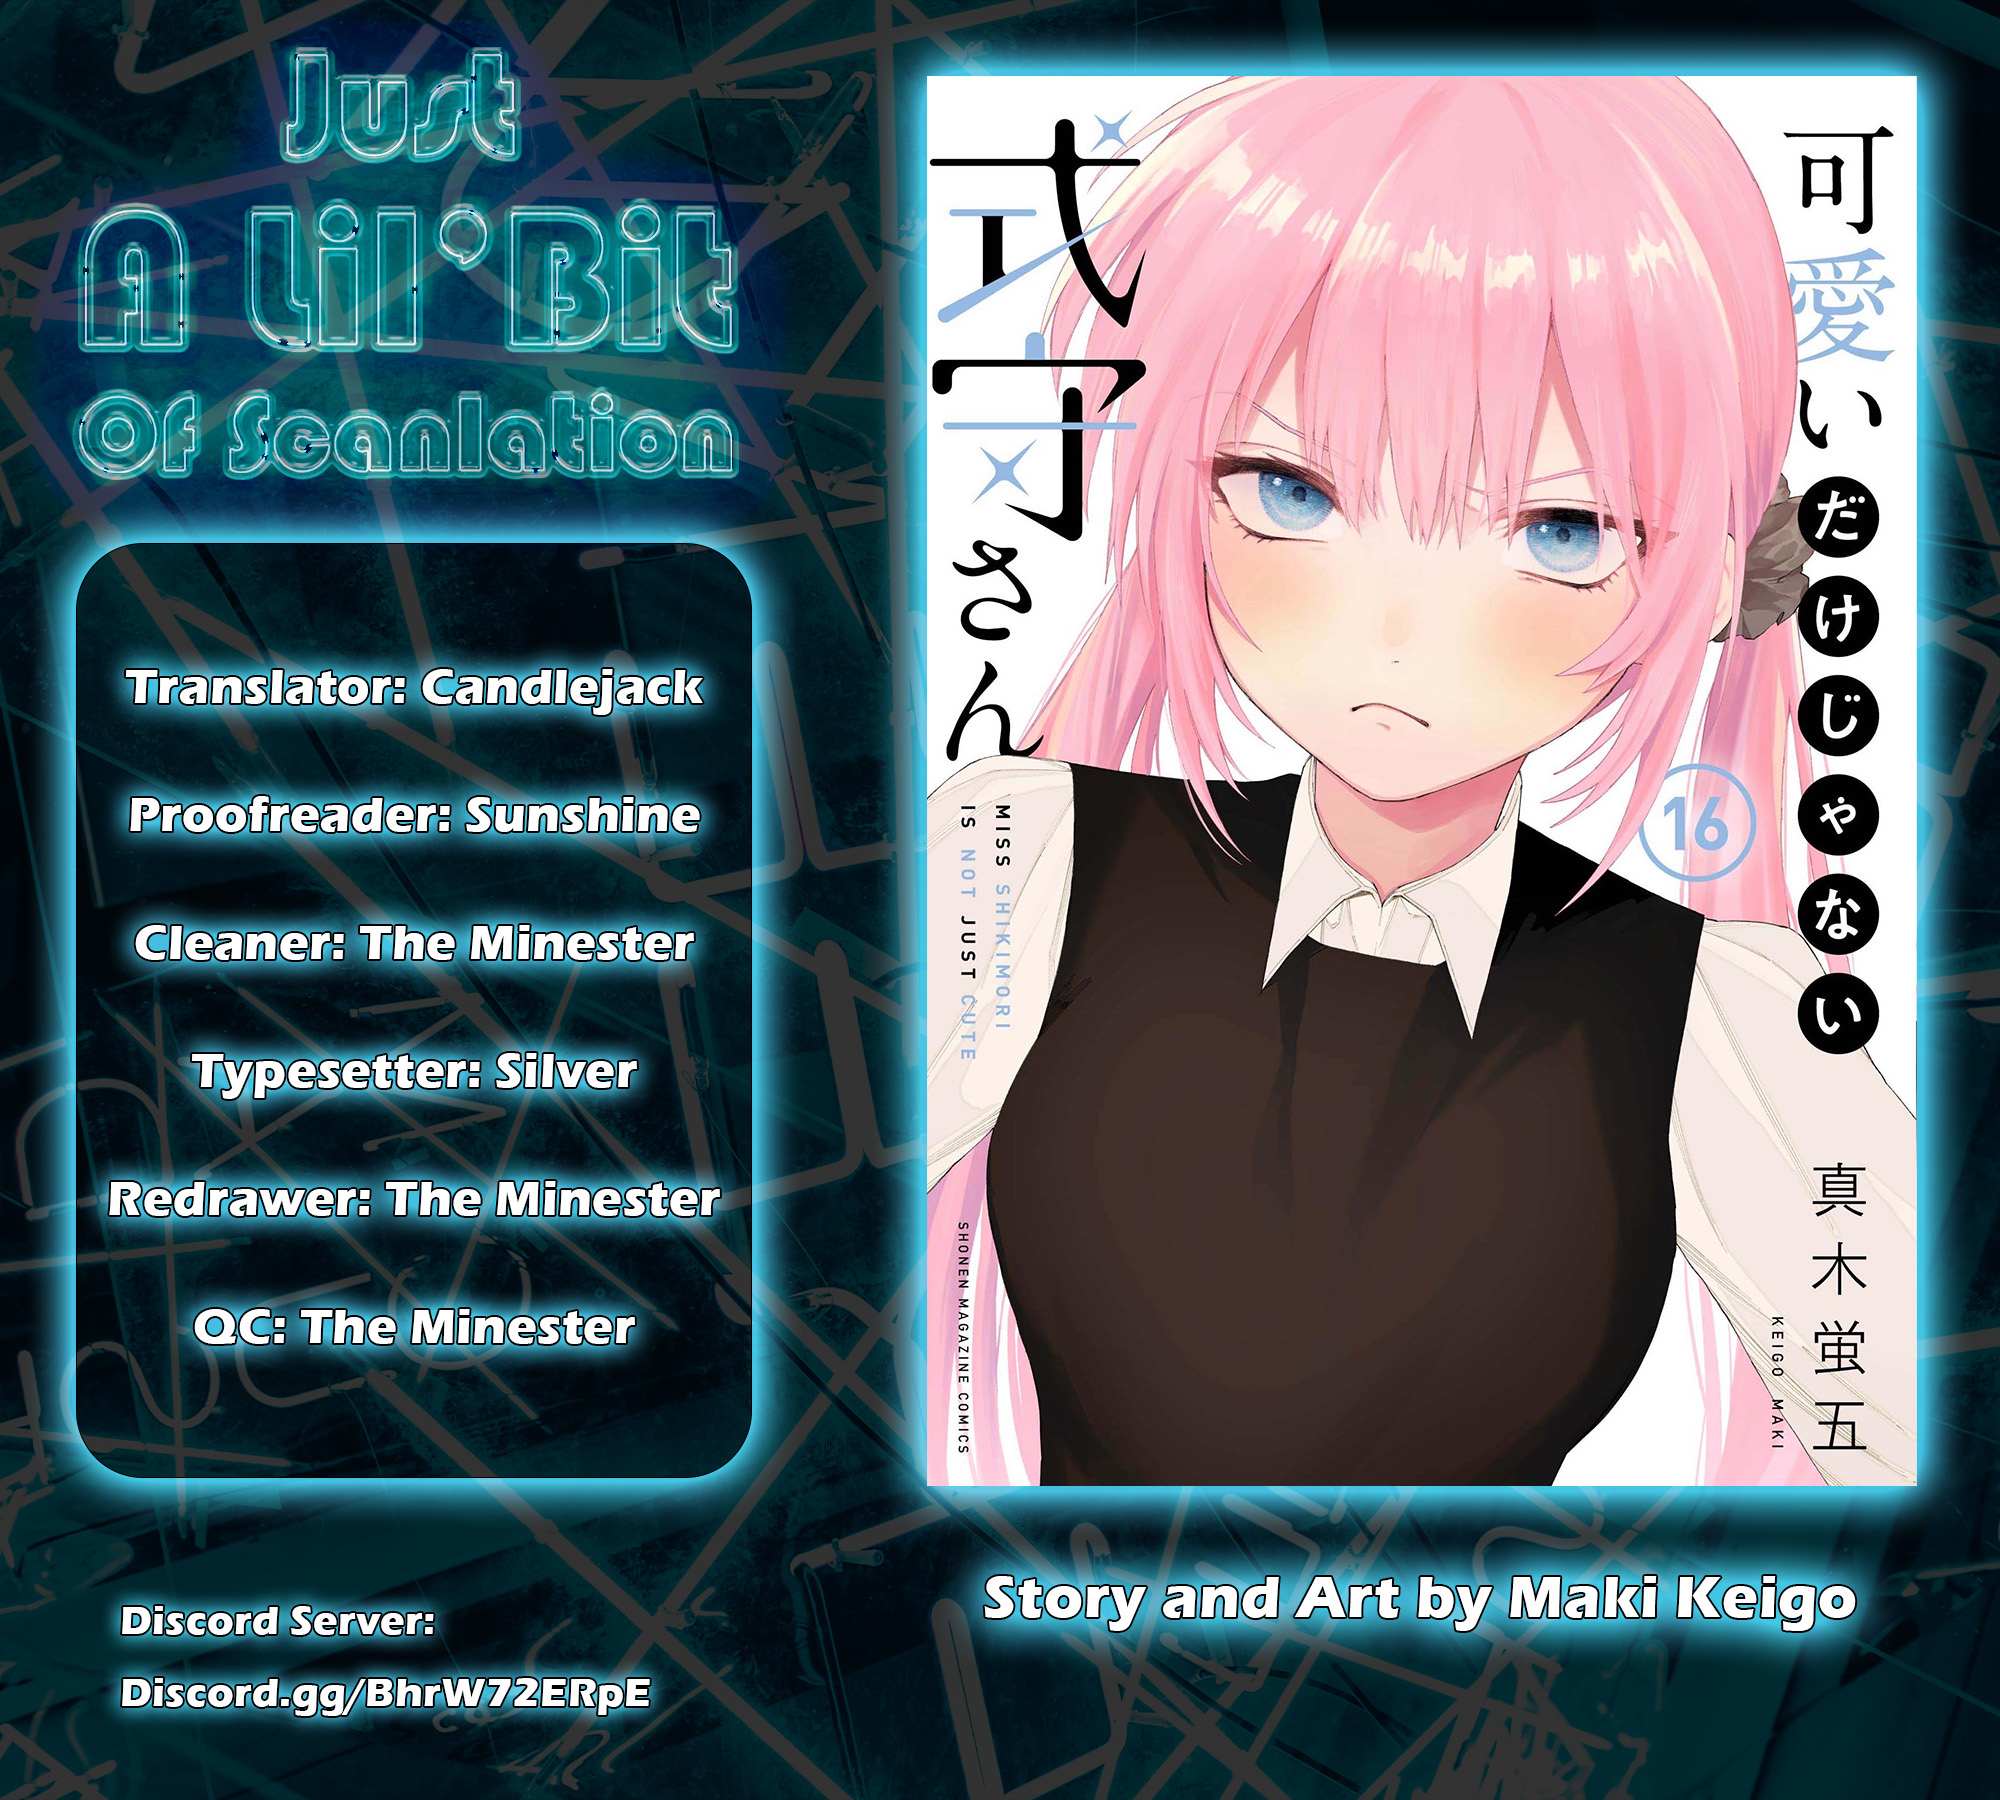 Just
A Lil' Bit
Of Scanlation
Translator: Candlejack
Proofreader: Sunshine
Cleaner: The Minester
Typesetter: Silver
Redrawer: The Minester
QC: The Minester
Discord Server:
Discord.gg/BhrW72ERpE
可愛いだけじゃない
式守さん
MISS SHIKIMORI
IS NOT JUST CUTE
16
真木蛍五
KEIGO MAKI
SHONEN MAGAZINE COMICS
Story and Art by Maki Keigo